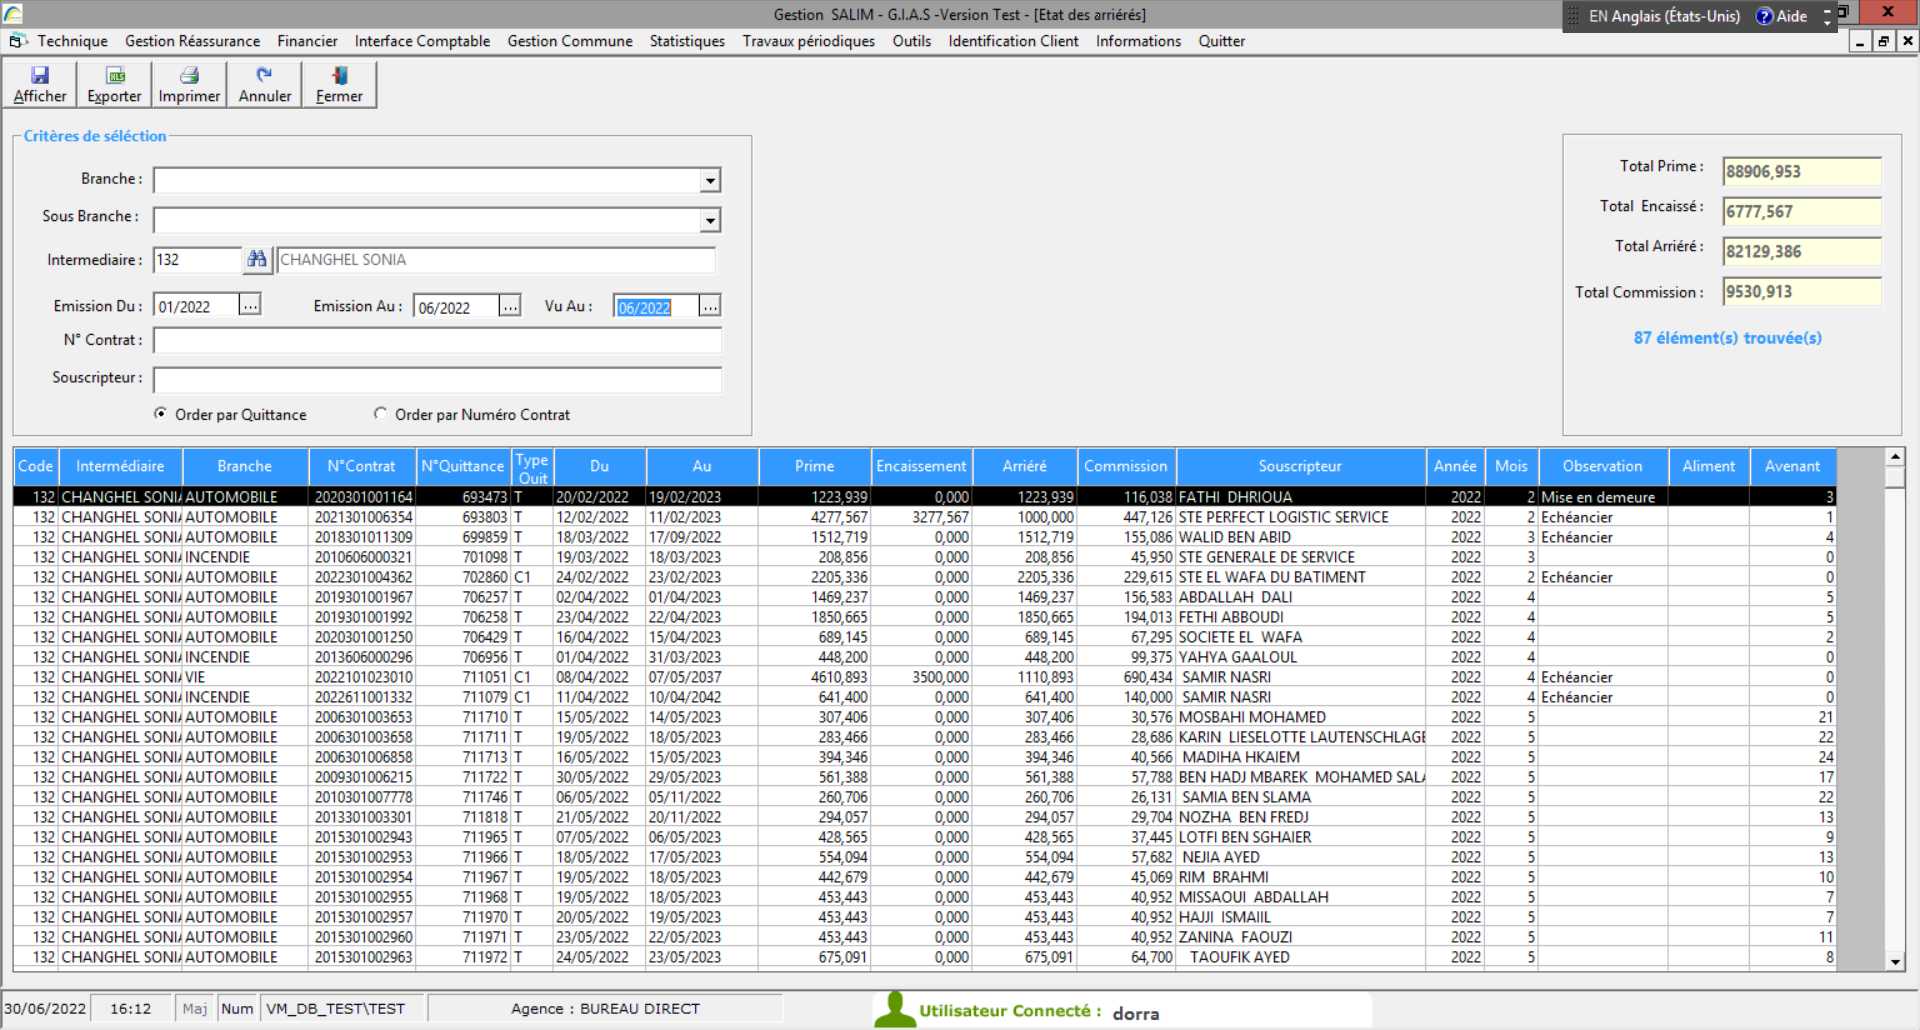 Gestion SALIM - G.I.A.S -Version Test - [Etat des arriérés]
EN Anglais (États-Unis) Aide
Technique Gestion Réassurance Financier Interface Comptable Gestion Commune Statistiques Travaux périodiques Outils Identification Client Informations Quitter
Afficher Exporter Imprimer Annuler Fermer
Critères de séléction
Branche :
Sous Branche :
Intermediaire : 132 CHANGHEL SONIA
Emission Du : 01/2022 ... Emission Au : 06/2022 ... Vu Au : 06/2022 ...
N° Contrat :
Souscripteur :
Order par Quittance Order par Numéro Contrat
Total Prime : 88906,953
Total Encaissé : 6777,567
Total Arriéré : 82129,386
Total Commission : 9530,913
87 élément(s) trouvée(s)
Code Intermédiaire Branche N°Contrat N°Quittance Type Quit Du Au Prime Encaissement Arriéré Commission Souscripteur Année Mois Observation Aliment Avenant
132 CHANGHEL SONIA AUTOMOBILE 2020301001164 693473 T 20/02/2022 19/02/2023 1223,939 0,000 1223,939 116,038 FATHI DHRIOUA 2022 2 Mise en demeure 3
132 CHANGHEL SONIA AUTOMOBILE 2021301006354 693803 T 12/02/2022 11/02/2023 4277,567 3277,567 1000,000 447,126 STE PERFECT LOGISTIC SERVICE 2022 2 Echéancier 1
132 CHANGHEL SONIA AUTOMOBILE 2018301011309 699859 T 18/03/2022 17/09/2022 1512,719 0,000 1512,719 155,086 WALID BEN ABID 2022 3 Echéancier 4
132 CHANGHEL SONIA INCENDIE 2010606000321 701098 T 19/03/2022 18/03/2023 208,856 0,000 208,856 45,950 STE GENERALE DE SERVICE 2022 3 0
132 CHANGHEL SONIA AUTOMOBILE 2022301004362 702860 C1 24/02/2022 23/02/2023 2205,336 0,000 2205,336 229,615 STE EL WAFA DU BATIMENT 2022 2 Echéancier 0
132 CHANGHEL SONIA AUTOMOBILE 2019301001967 706257 T 02/04/2022 01/04/2023 1469,237 0,000 1469,237 156,583 ABDALLAH DALI 2022 4 5
132 CHANGHEL SONIA AUTOMOBILE 2019301001992 706258 T 23/04/2022 22/04/2023 1850,665 0,000 1850,665 194,013 FETHI ABBOUDI 2022 4 5
132 CHANGHEL SONIA AUTOMOBILE 2020301001250 706429 T 16/04/2022 15/04/2023 689,145 0,000 689,145 67,295 SOCIETE EL WAFA 2022 4 2
132 CHANGHEL SONIA INCENDIE 2013606000296 706956 T 01/04/2022 31/03/2023 448,200 0,000 448,200 99,375 YAHYA GAALOUL 2022 4 0
132 CHANGHEL SONIA VIE 2022101023010 711051 C1 08/04/2022 07/05/2037 4610,893 3500,000 1110,893 690,434 SAMIR NASRI 2022 4 Echéancier 0
132 CHANGHEL SONIA INCENDIE 2022611001332 711079 C1 11/04/2022 10/04/2042 641,400 0,000 641,400 140,000 SAMIR NASRI 2022 4 Echéancier 0
132 CHANGHEL SONIA AUTOMOBILE 2006301003653 711710 T 15/05/2022 14/05/2023 307,406 0,000 307,406 30,576 MOSBAHI MOHAMED 2022 5 21
132 CHANGHEL SONIA AUTOMOBILE 2006301003658 711711 T 19/05/2022 18/05/2023 283,466 0,000 283,466 28,686 KARIN LIESELOTTE LAUTENSCHLAGE 2022 5 22
132 CHANGHEL SONIA AUTOMOBILE 2006301006858 711713 T 16/05/2022 15/05/2023 394,346 0,000 394,346 40,566 MADIHA HKAIEM 2022 5 24
132 CHANGHEL SONIA AUTOMOBILE 2009301006215 711722 T 30/05/2022 29/05/2023 561,388 0,000 561,388 57,788 BEN HADJ MBAREK MOHAMED SALA 2022 5 17
132 CHANGHEL SONIA AUTOMOBILE 2010301007778 711746 T 06/05/2022 05/11/2022 260,706 0,000 260,706 26,131 SAMIA BEN SLAMA 2022 5 22
132 CHANGHEL SONIA AUTOMOBILE 2013301003301 711818 T 21/05/2022 20/11/2022 294,057 0,000 294,057 29,704 NOZHA BEN FREDJ 2022 5 13
132 CHANGHEL SONIA AUTOMOBILE 2015301002943 711965 T 07/05/2022 06/05/2023 428,565 0,000 428,565 37,445 LOTFI BEN SGHAIER 2022 5 9
132 CHANGHEL SONIA AUTOMOBILE 2015301002953 711966 T 18/05/2022 17/05/2023 554,094 0,000 554,094 57,682 NEJIA AYED 2022 5 13
132 CHANGHEL SONIA AUTOMOBILE 2015301002954 711967 T 19/05/2022 18/05/2023 442,679 0,000 442,679 45,069 RIM BRAHMI 2022 5 10
132 CHANGHEL SONIA AUTOMOBILE 2015301002955 711968 T 19/05/2022 18/05/2023 453,443 0,000 453,443 40,952 MISSAOUI ABDALLAH 2022 5 7
132 CHANGHEL SONIA AUTOMOBILE 2015301002957 711970 T 20/05/2022 19/05/2023 453,443 0,000 453,443 40,952 HAJJI ISMAIIL 2022 5 7
132 CHANGHEL SONIA AUTOMOBILE 2015301002960 711971 T 23/05/2022 22/05/2023 453,443 0,000 453,443 40,952 ZANINA FAOUZI 2022 5 11
132 CHANGHEL SONIA AUTOMOBILE 2015301002963 711972 T 24/05/2022 23/05/2023 675,091 0,000 675,091 64,700 TAOUFIK AYED 2022 5 8
30/06/2022 16:12 Maj Num VM_DB_TEST\TEST Agence : BUREAU DIRECT Utilisateur Connecté : dorra